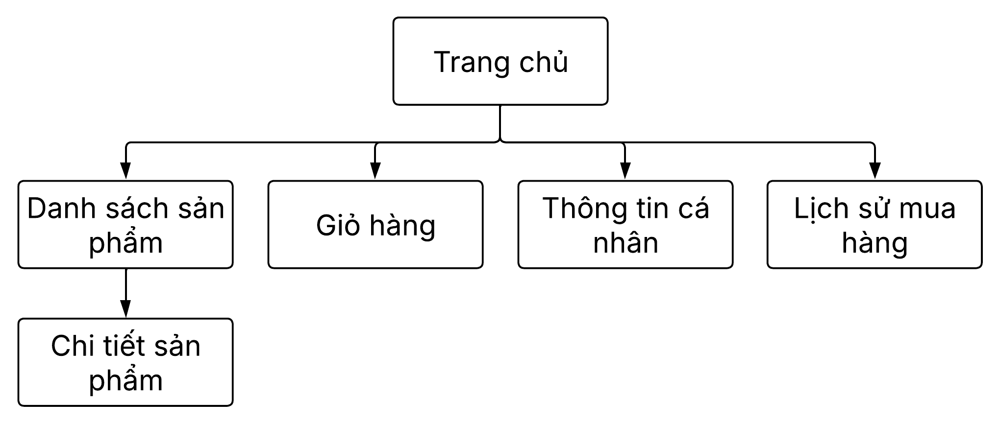 Trang chủ
Danh sách sản
phẩm
Giỏ hàng
Thông tin cá
nhân
Lịch sử mua
hàng
Chi tiết sản
phẩm